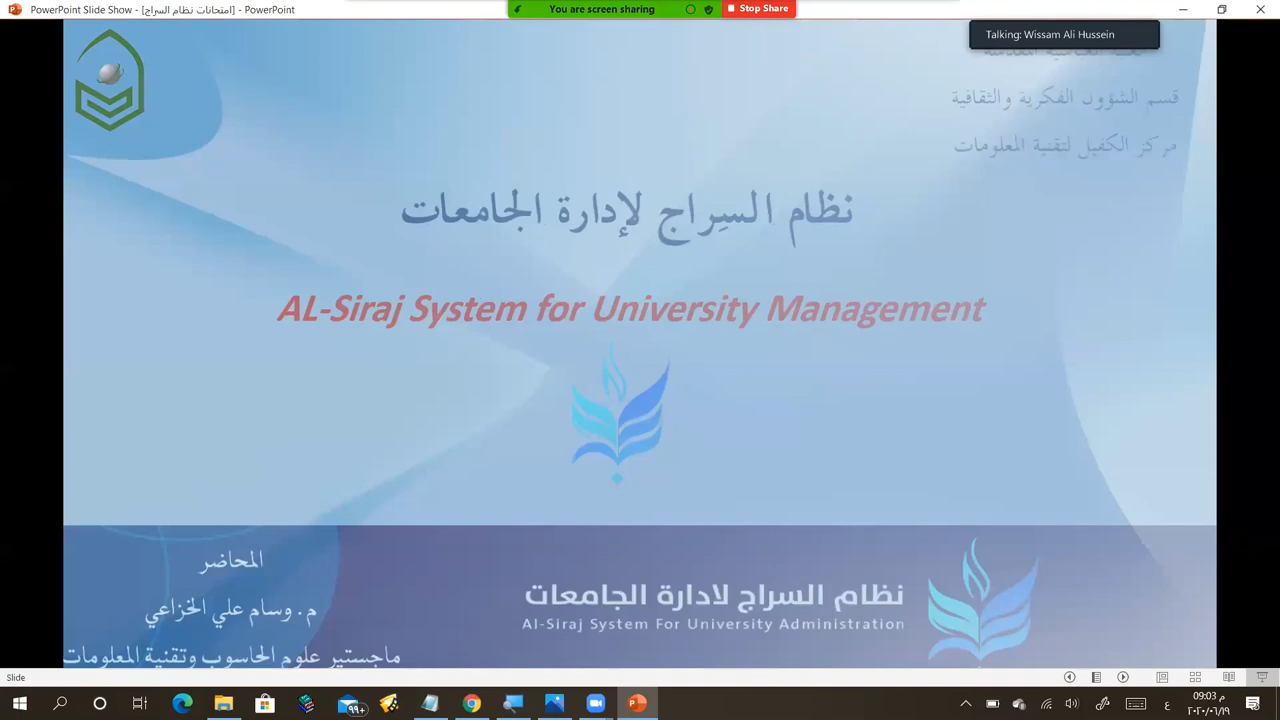 PowerPoint Slide Show - [امتحانات نظام السراج] - PowerPoint
You are screen sharing
Stop Share
Talking: Wissam Ali Hussein
قسم الشؤون الفكرية والثقافية
مركز الكفيل لتقنية المعلومات
نظام السِراج لإدارة الجامعات
AL-Siraj System for University Management
المحاضر
م. وسام علي الخزاعي
ماجستير علوم الحاسوب وتقنية المعلومات
نظام السراج لادارة الجامعات
Al-Siraj System For University Administration
Slide
99+
ع
09:03 م
٢٠٢٠/٠٦/١٩